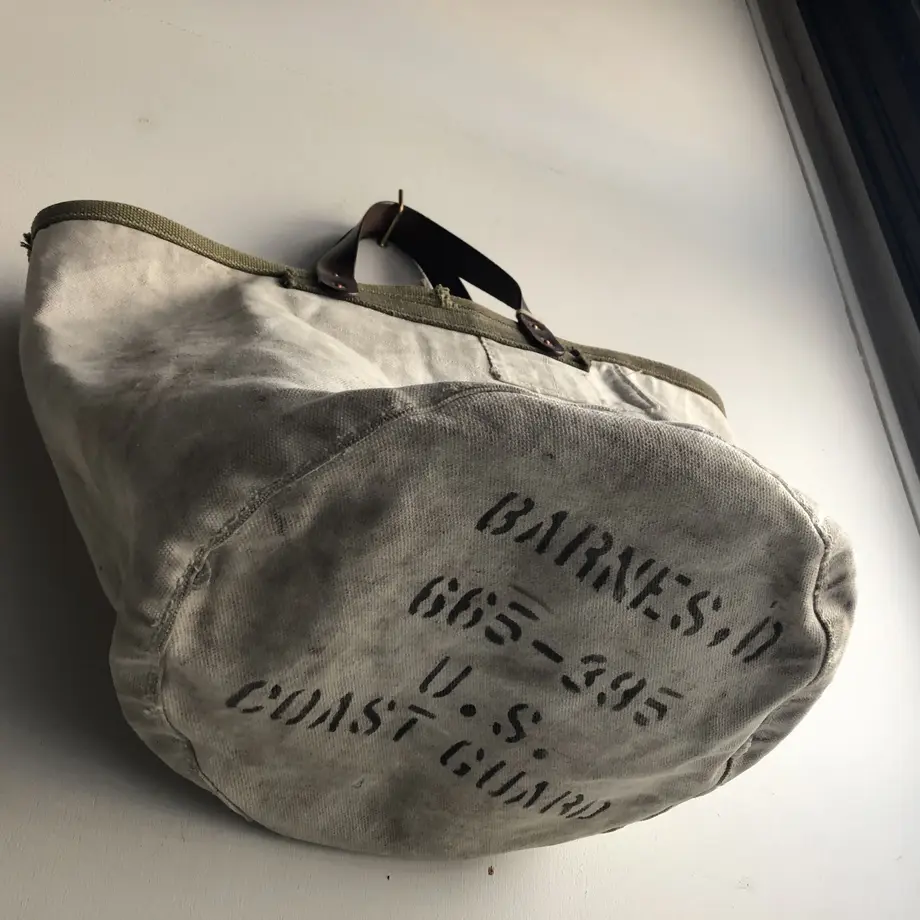 BARNES, D
665-395
U.S.
COAST GUARD